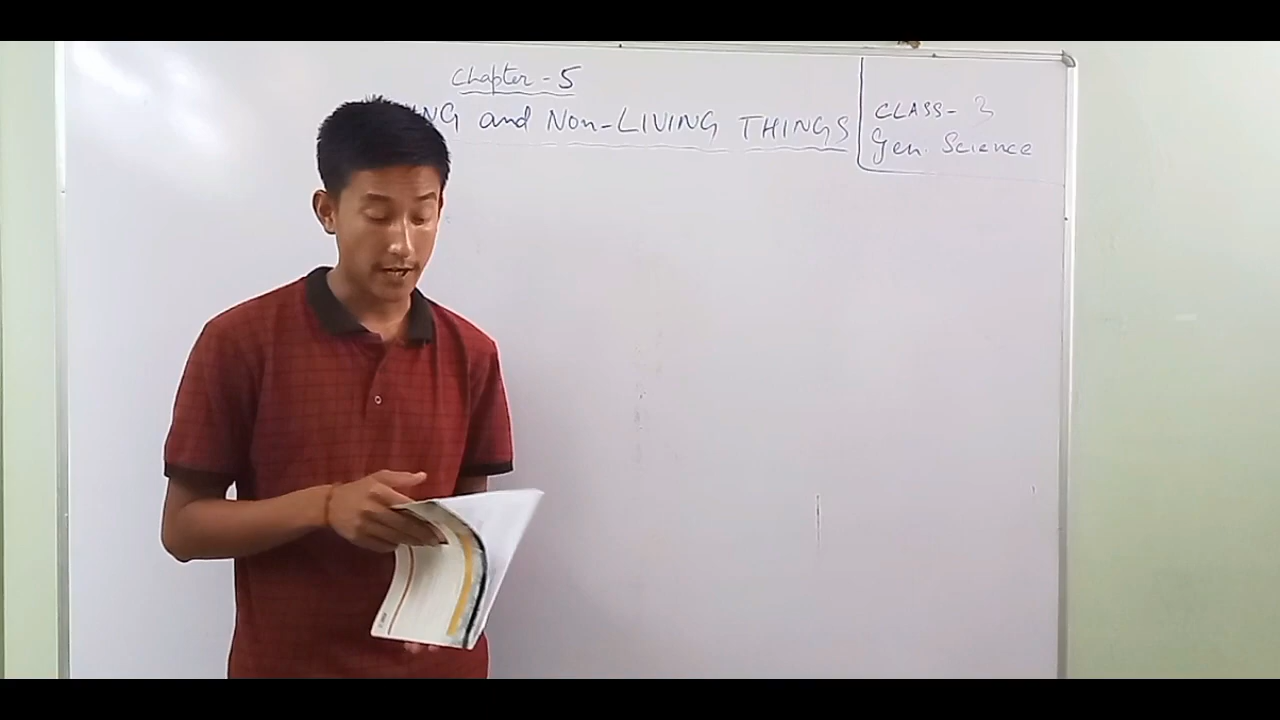 Chapter - 5
NG and NON-LIVING THINGS
CLASS- 3
Gen. Science